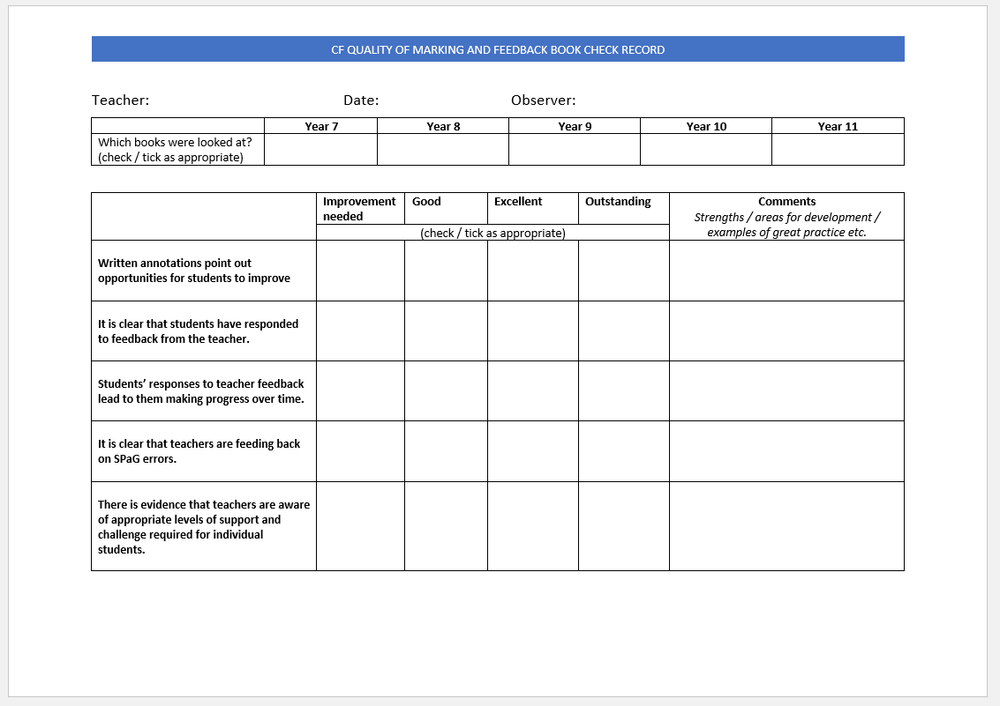 CF QUALITY OF MARKING AND FEEDBACK BOOK CHECK RECORD
Teacher: Date: Observer:
Year 7 Year 8 Year 9 Year 10 Year 11
Which books were looked at?
(check / tick as appropriate)
Improvement needed Good Excellent Outstanding Comments
(check / tick as appropriate)
Strengths / areas for development /
examples of great practice etc.
Written annotations point out
opportunities for students to improve
It is clear that students have responded
to feedback from the teacher.
Students’ responses to teacher feedback
lead to them making progress over time.
It is clear that teachers are feeding back
on SPaG errors.
There is evidence that teachers are aware
of appropriate levels of support and
challenge required for individual
students.